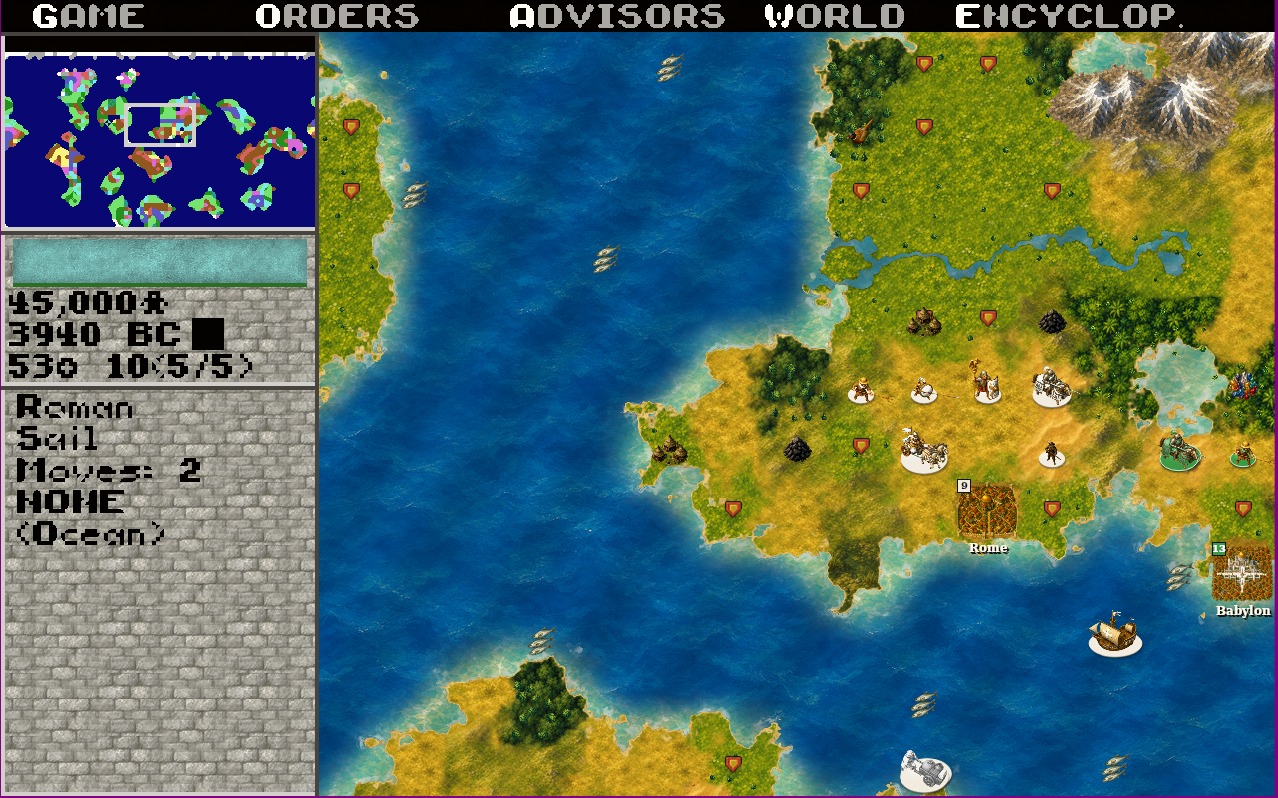 GAME ORDERS ADVISORS WORLD ENCYCLOP.
45,000
3940 BC
53 10(5/5)
Roman
Sail
Moves: 2
NONE
(Ocean)
9
Rome
13
Babylon